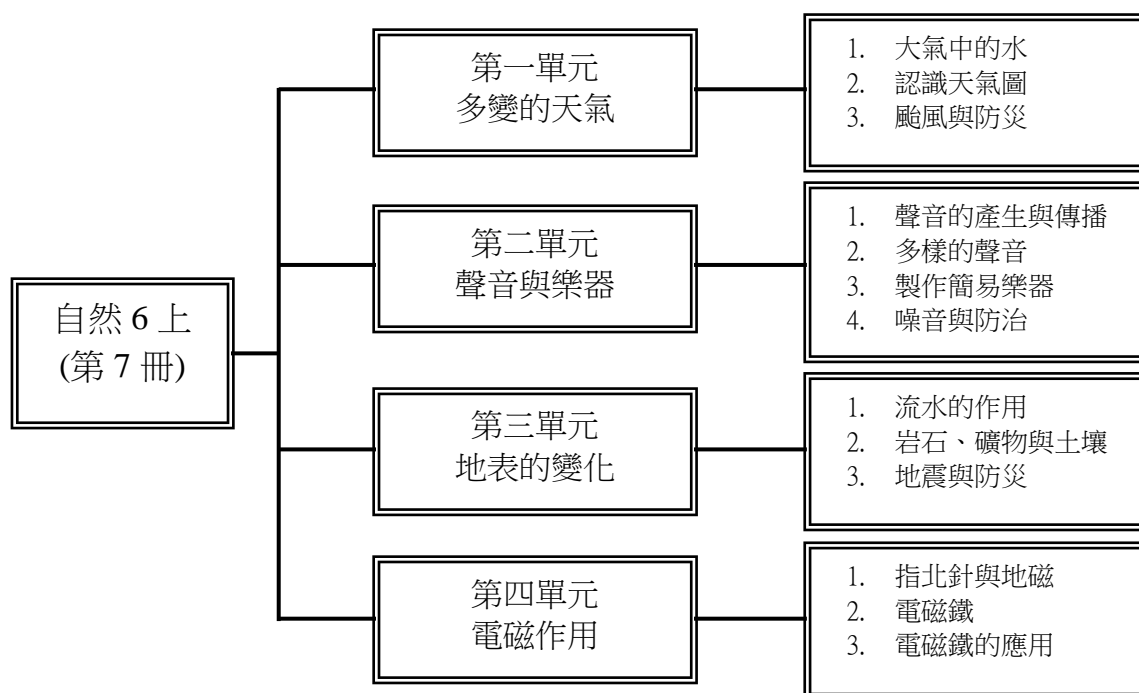 自然 6 上
(第 7 冊)
第一單元
多變的天氣
1. 大氣中的水
2. 認識天氣圖
3. 颱風與防災
第二單元
聲音與樂器
1. 聲音的產生與傳播
2. 多樣的聲音
3. 製作簡易樂器
4. 噪音與防治
第三單元
地表的變化
1. 流水的作用
2. 岩石、礦物與土壤
3. 地震與防災
第四單元
電磁作用
1. 指北針與地磁
2. 電磁鐵
3. 電磁鐵的應用